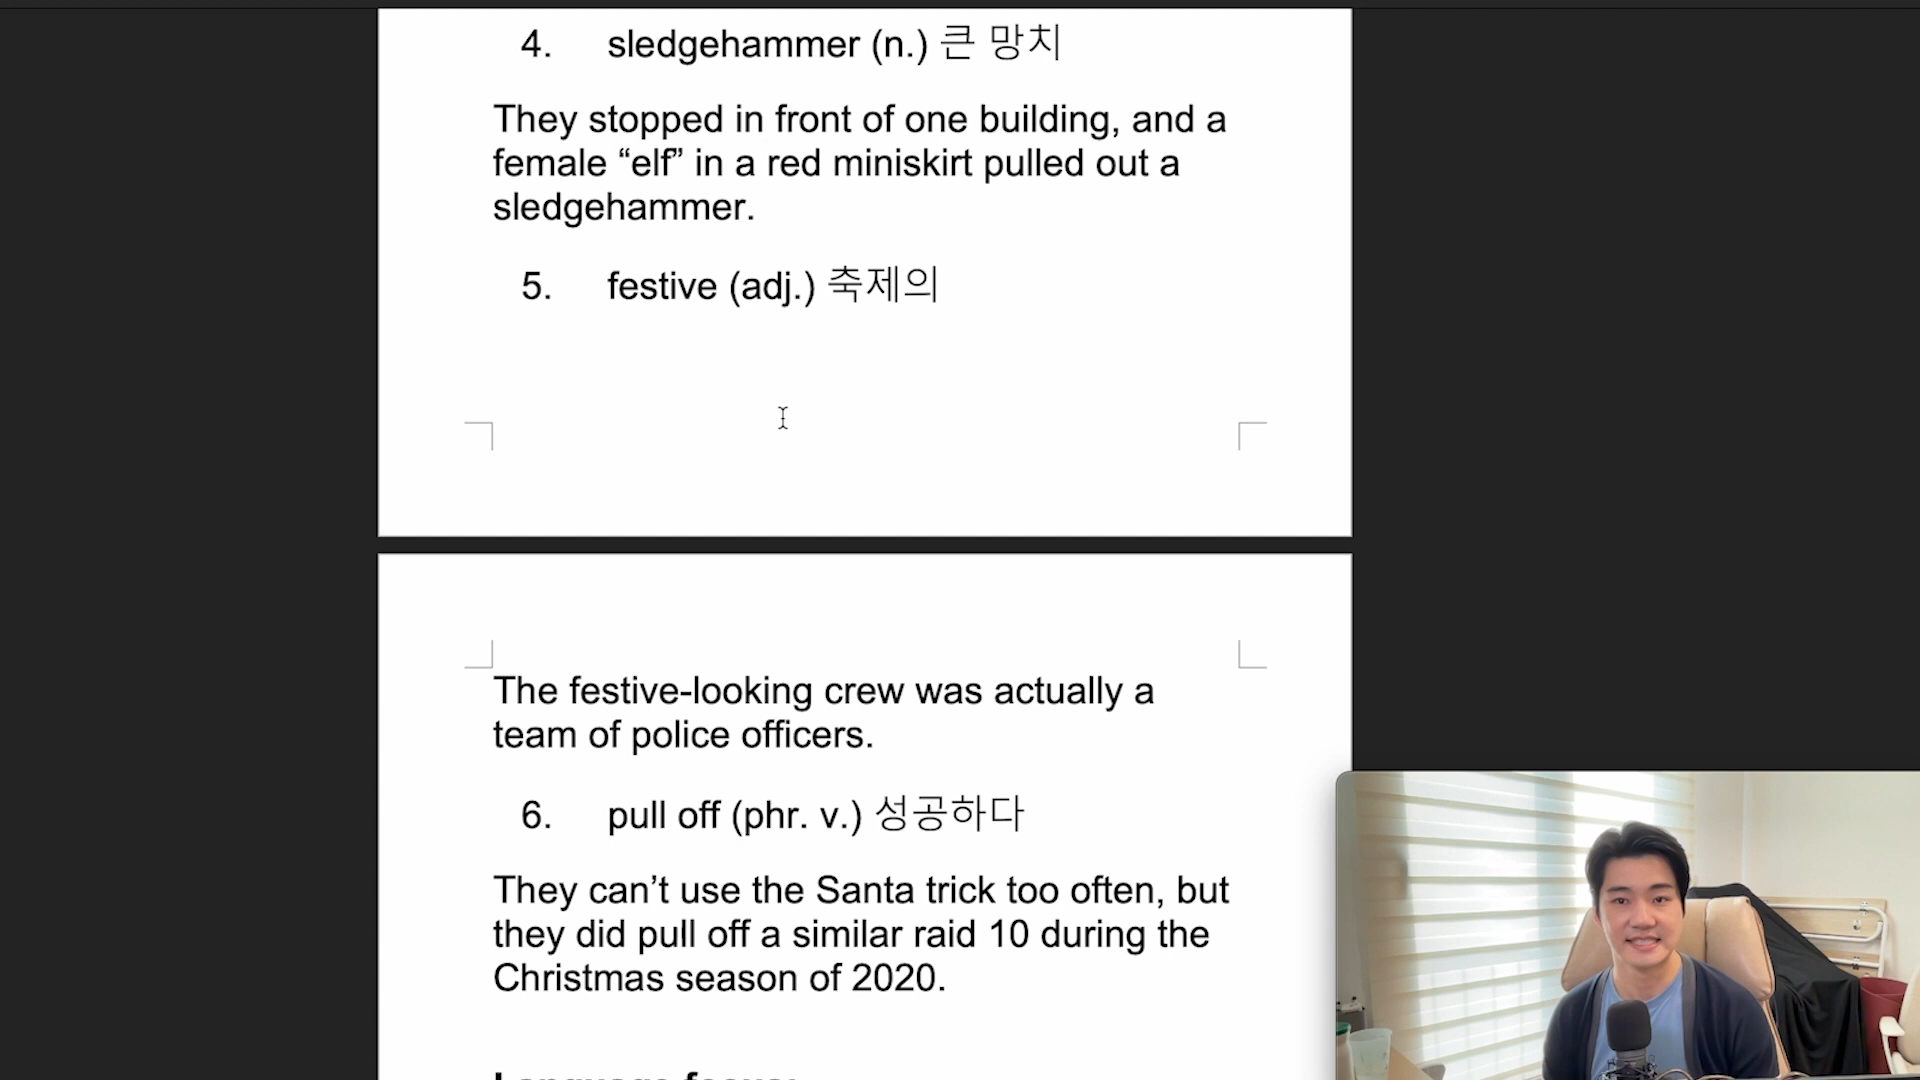 4. sledgehammer (n.) 큰 망치
They stopped in front of one building, and a
female “elf” in a red miniskirt pulled out a
sledgehammer.
5. festive (adj.) 축제의
The festive-looking crew was actually a
team of police officers.
6. pull off (phr. v.) 성공하다
They can’t use the Santa trick too often, but
they did pull off a similar raid 10 during the
Christmas season of 2020.
Language focus: